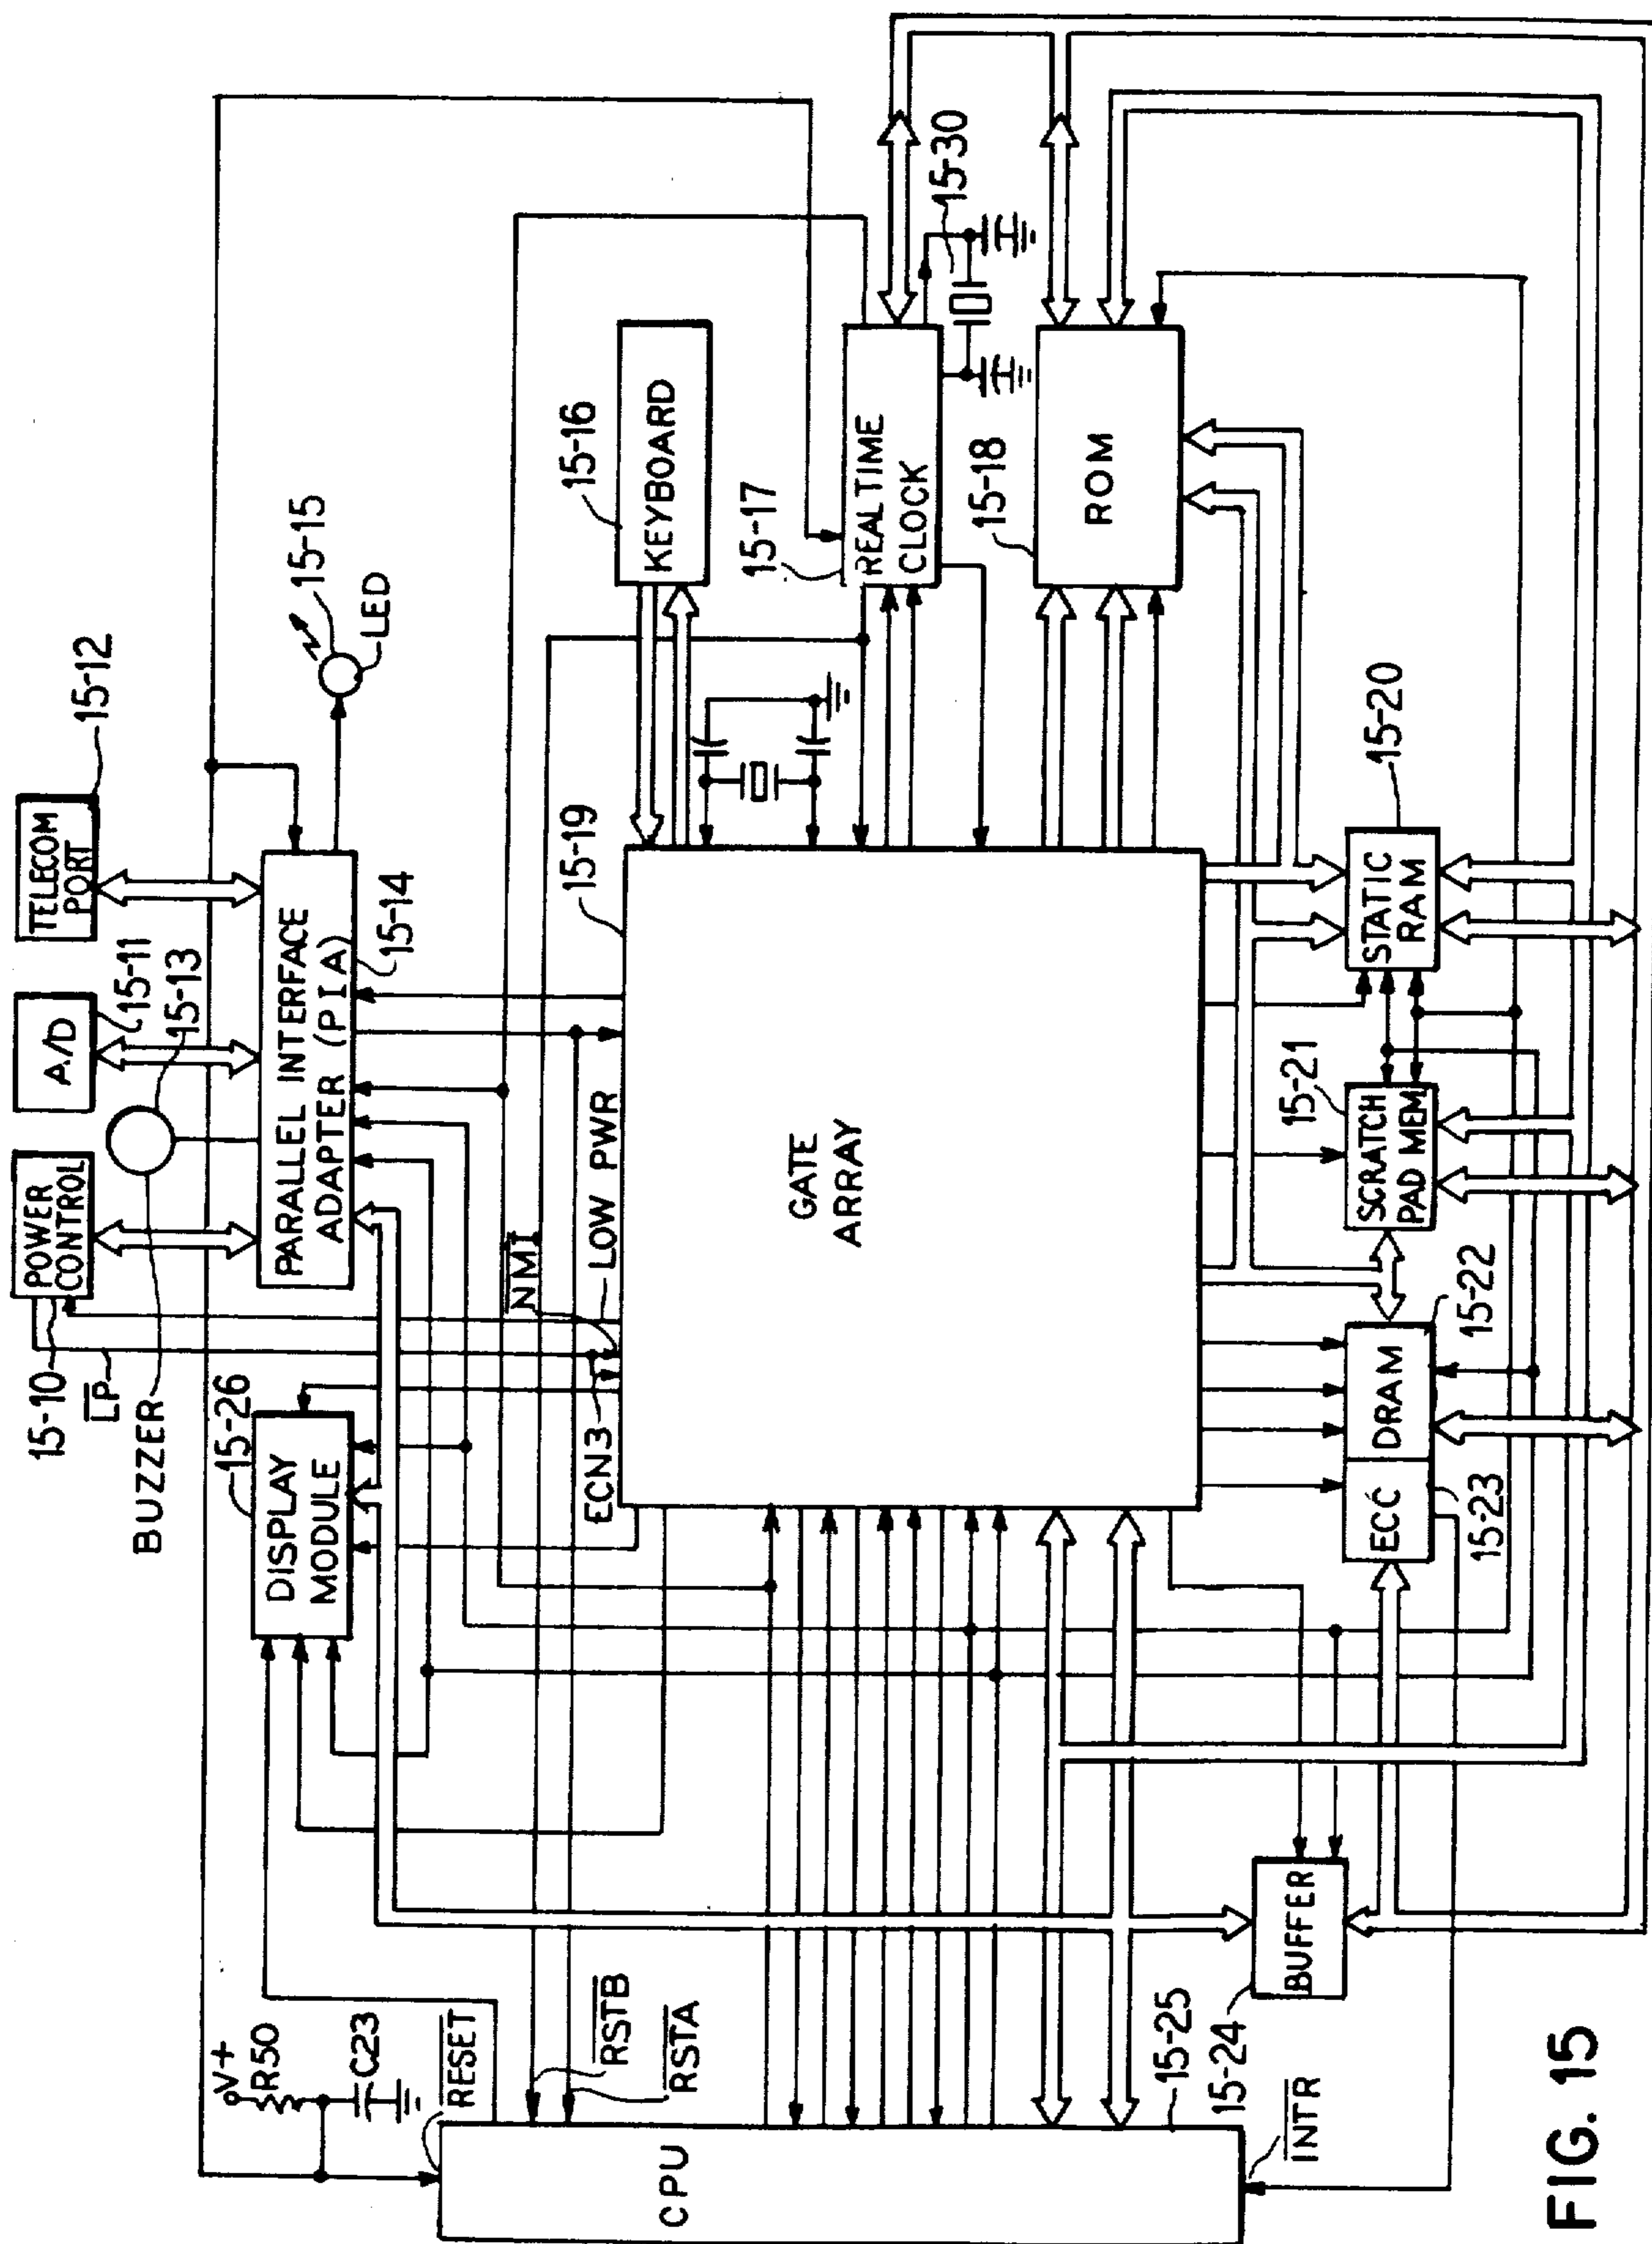 POWER
CONTROL
15-10
A/D
15-11
TELECOM
PORT
15-12
BUZZER
15-13
LP
PARALLEL INTERFACE
ADAPTER (PIA)
15-14
15-15
LED
DISPLAY
MODULE
15-26
V+
R50
C23
RESET
RSTB
RSTA
ECN3
NMI
LOW PWR
CPU
15-25
INTR
GATE
ARRAY
15-19
KEYBOARD
15-16
REALTIME
CLOCK
15-17
15-30
ROM
15-18
BUFFER
15-24
ECC
15-23
DRAM
15-22
SCRATCH
PAD MEM
15-21
STATIC
RAM
15-20
FIG. 15